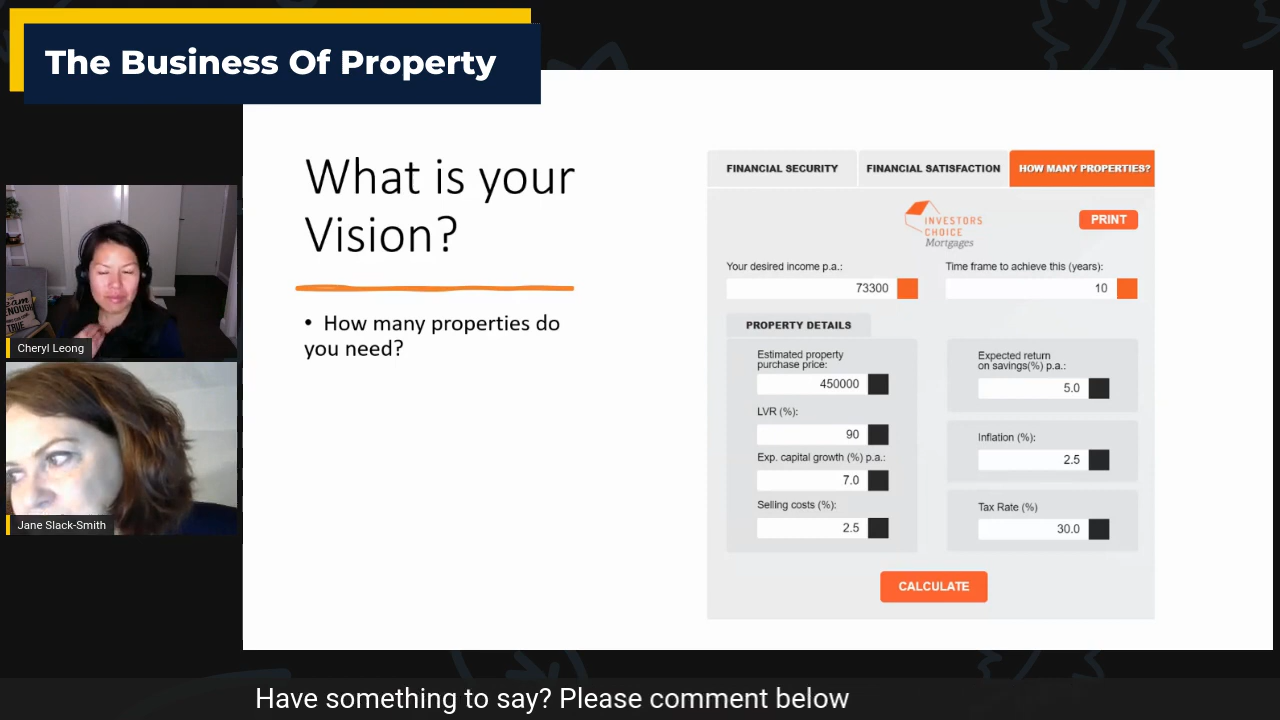 The Business Of Property
What is your
Vision?
• How many properties do
you need?
FINANCIAL SECURITY
FINANCIAL SATISFACTION
HOW MANY PROPERTIES?
INVESTORS
CHOICE
Mortgages
PRINT
Your desired income p.a.:
73300
Time frame to achieve this (years):
10
PROPERTY DETAILS
Estimated property
purchase price:
450000
LVR (%):
90
Exp. capital growth (%) p.a.:
7.0
Selling costs (%):
2.5
Expected return
on savings(%) p.a.:
5.0
Inflation (%):
2.5
Tax Rate (%)
30.0
CALCULATE
Cheryl Leong
Jane Slack-Smith
Have something to say? Please comment below